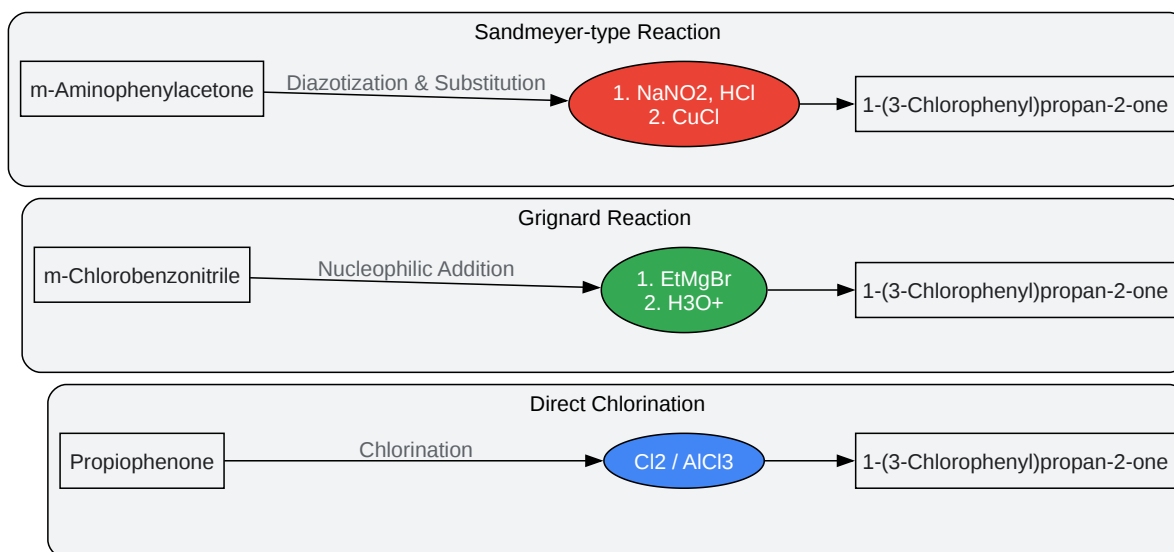 Sandmeyer-type Reaction
m-Aminophenylacetone
Diazotization & Substitution
1. NaNO2, HCl
2. CuCl
1-(3-Chlorophenyl)propan-2-one
Grignard Reaction
m-Chlorobenzonitrile
Nucleophilic Addition
1. EtMgBr
2. H3O+
1-(3-Chlorophenyl)propan-2-one
Direct Chlorination
Propiophenone
Chlorination
Cl2 / AlCl3
1-(3-Chlorophenyl)propan-2-one